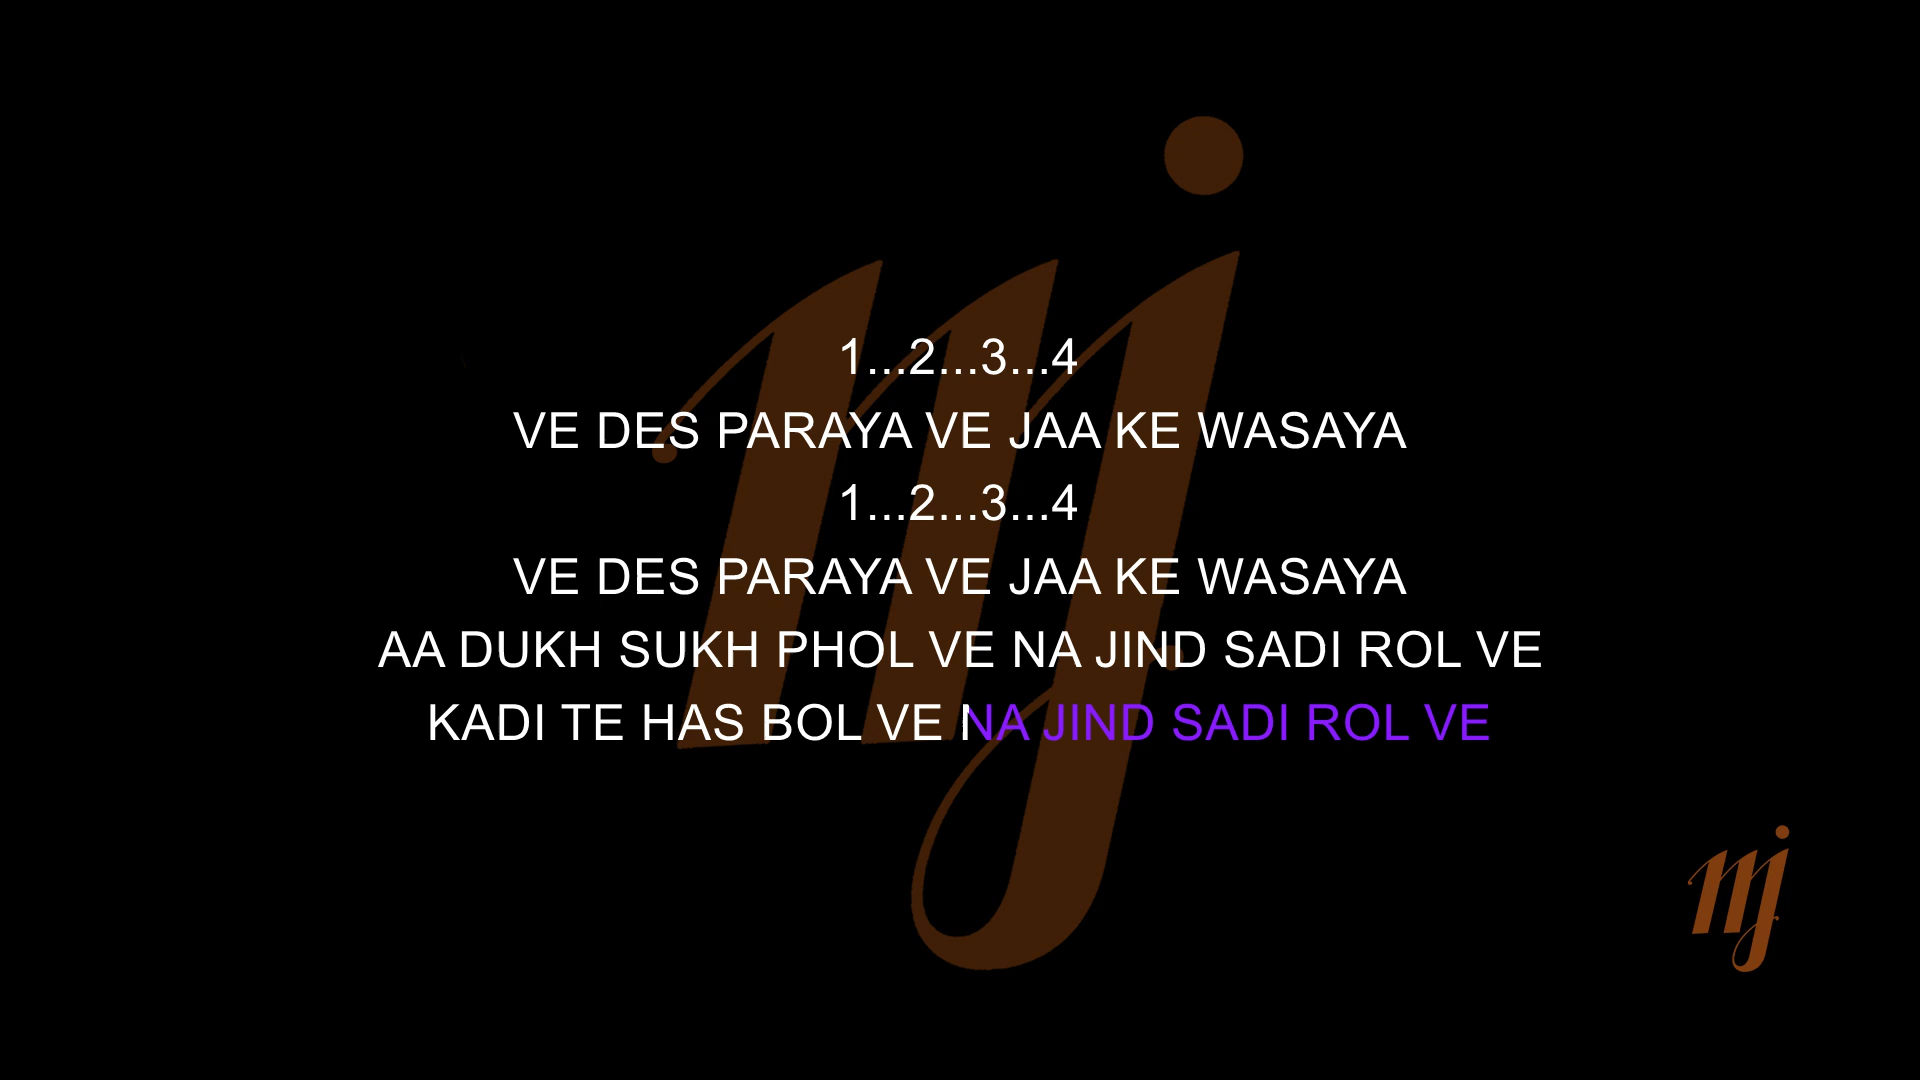 1...2...3...4
VE DES PARAYA VE JAA KE WASAYA
1...2...3...4
VE DES PARAYA VE JAA KE WASAYA
AA DUKH SUKH PHOL VE NA JIND SADI ROL VE
KADI TE HAS BOL VE NA JIND SADI ROL VE
mj